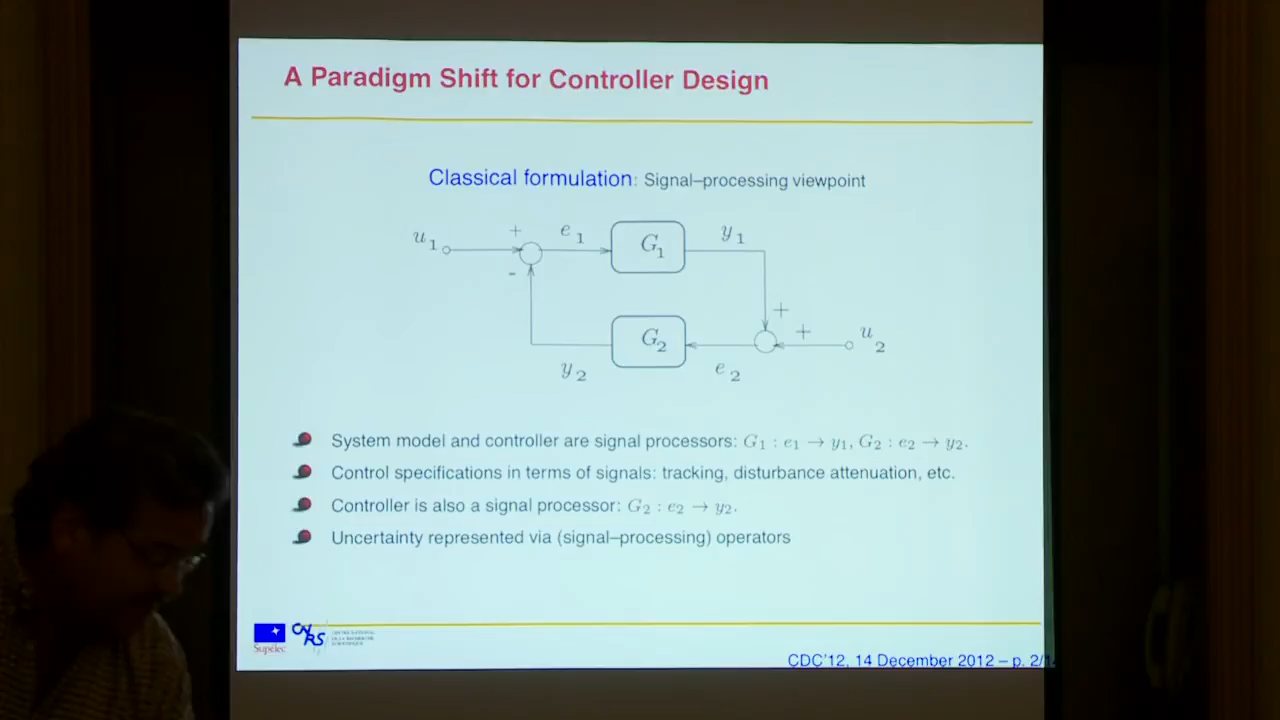 A Paradigm Shift for Controller Design
Classical formulation: Signal–processing viewpoint
u1 + e1 G1 y1
-
+
+ u2
G2
y2 e2
System model and controller are signal processors: G1 : e1 → y1, G2 : e2 → y2.
Control specifications in terms of signals: tracking, disturbance attenuation, etc.
Controller is also a signal processor: G2 : e2 → y2.
Uncertainty represented via (signal–processing) operators
Supélec
CNRS
CDC'12, 14 December 2012 – p. 2/1